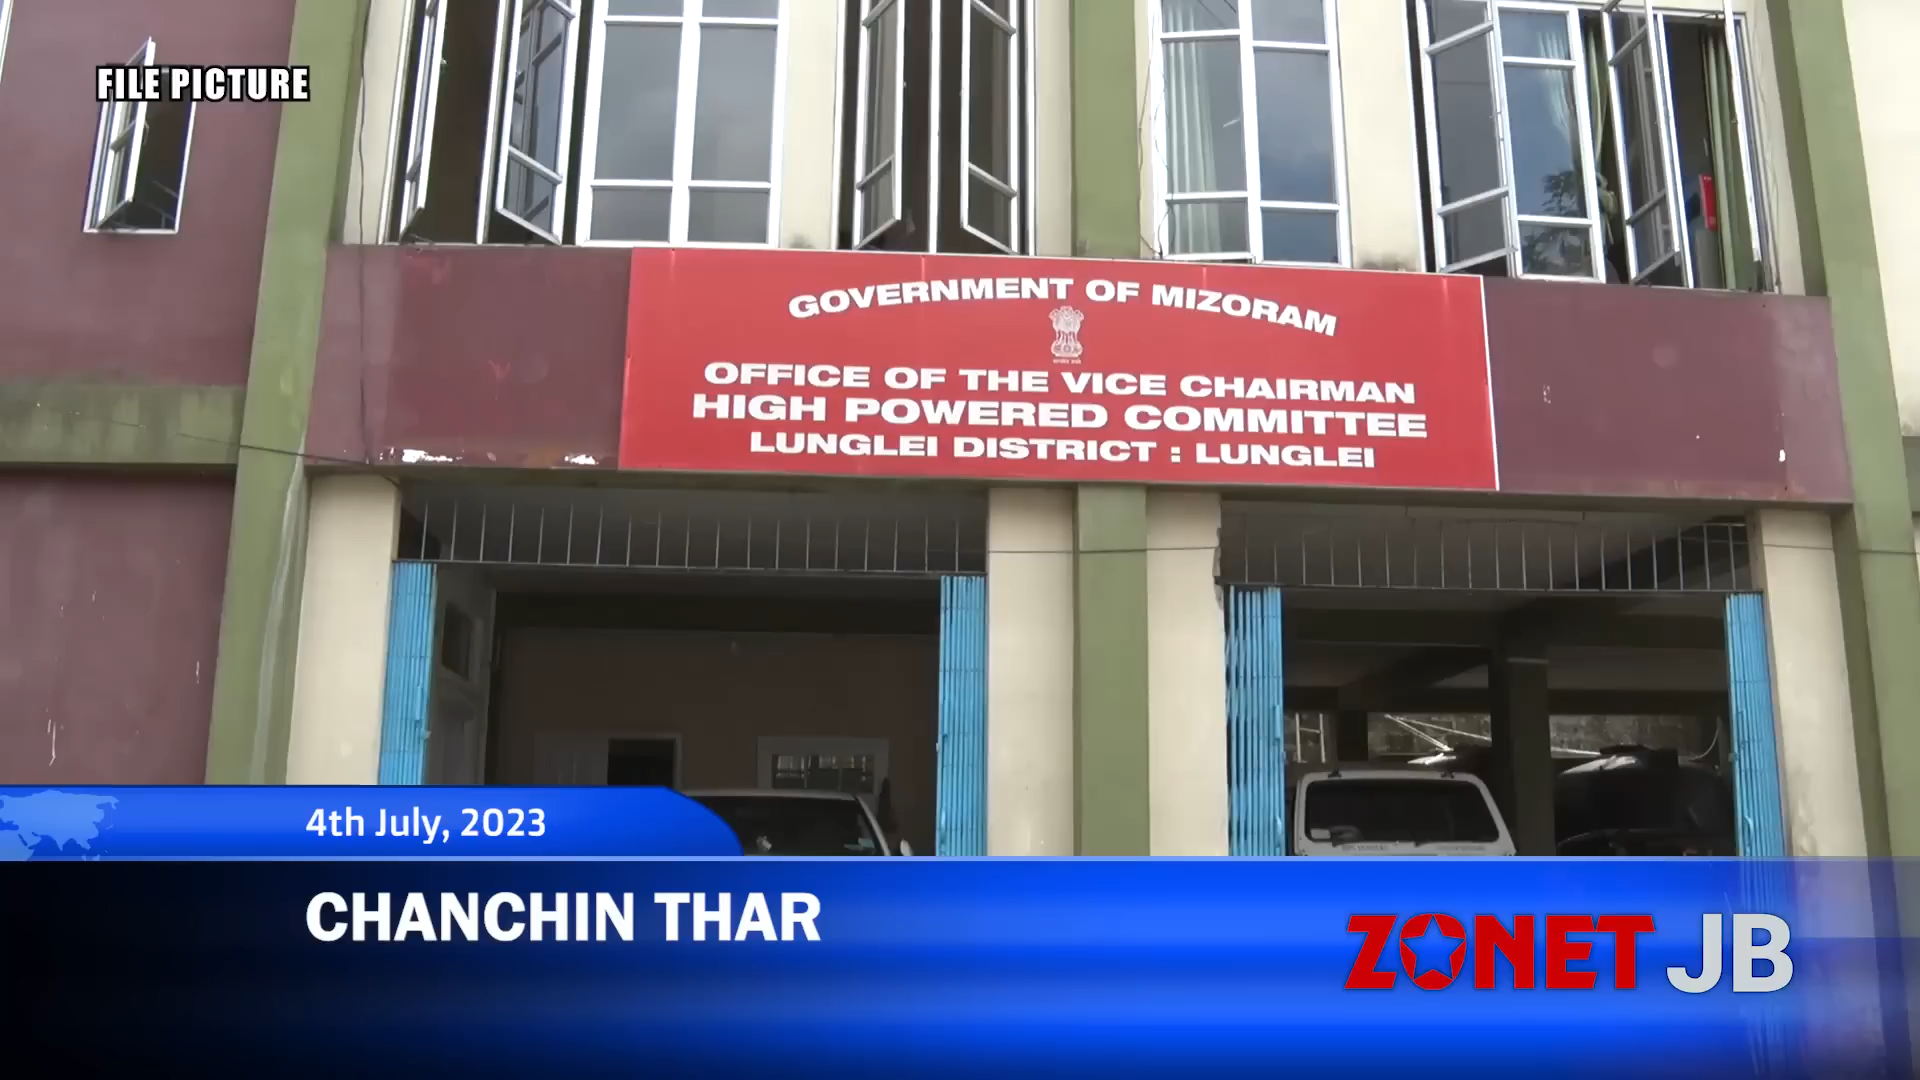 FILE PICTURE
GOVERNMENT OF MIZORAM
OFFICE OF THE VICE CHAIRMAN
HIGH POWERED COMMITTEE
LUNGLEI DISTRICT : LUNGLEI
4th July, 2023
CHANCHIN THAR
ZONET JB